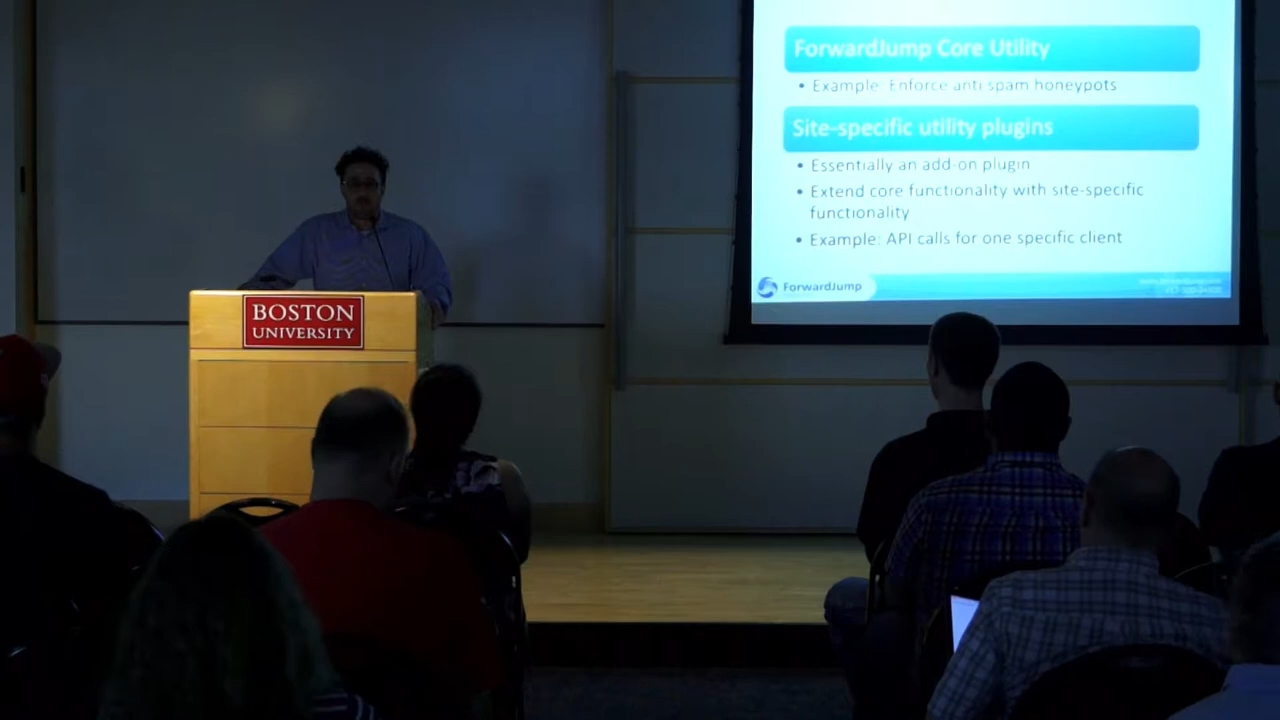 ForwardJump Core Utility
• Example: Enforce anti spam honeypots
Site-specific utility plugins
• Essentially an add-on plugin
• Extend core functionality with site-specific
functionality
• Example: API calls for one specific client
ForwardJump
BOSTON
UNIVERSITY